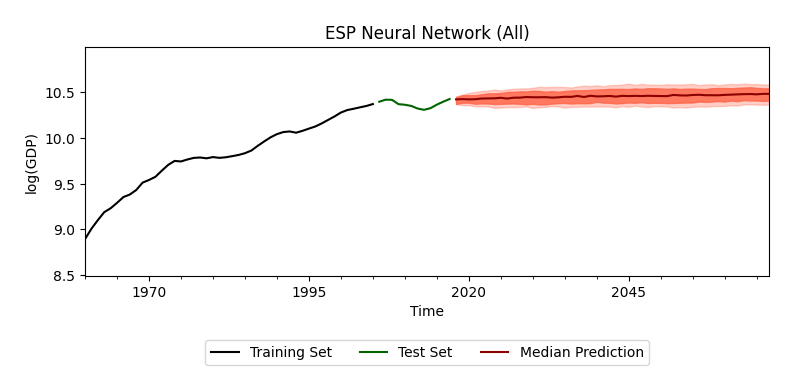 ESP Neural Network (All)
log(GDP)
10.5
10.0
9.5
9.0
8.5
1970 1995 2020 2045
Time
Training Set Test Set Median Prediction